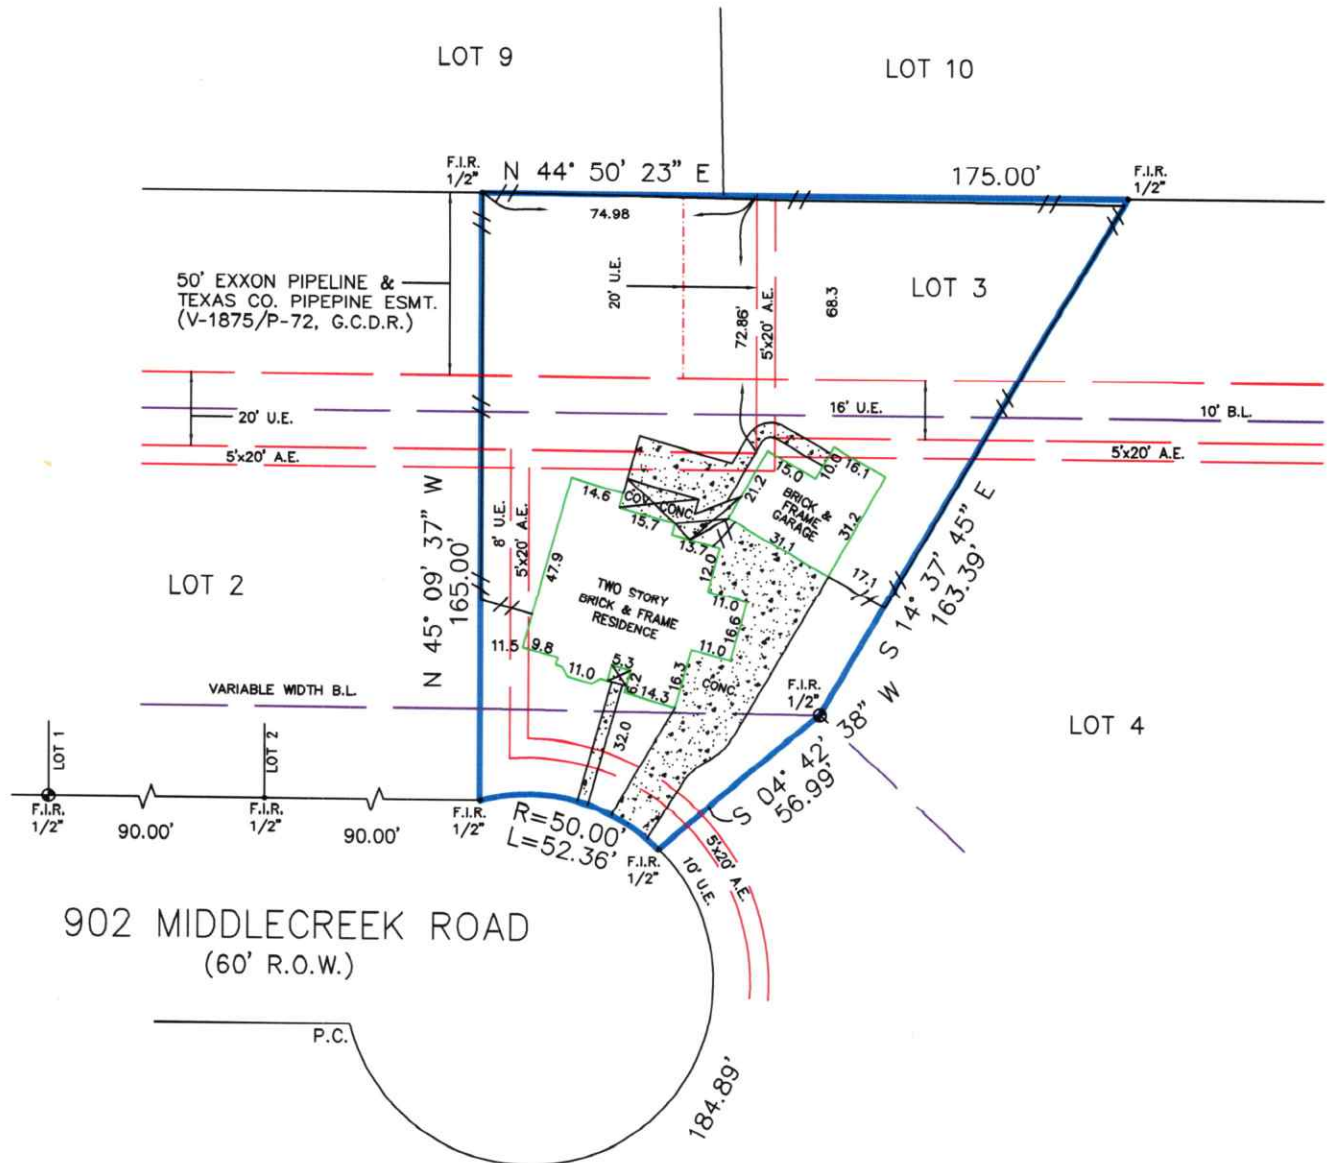 LOT 9
LOT 10
F.I.R.
1/2"
N 44° 50' 23" E
175.00'
F.I.R.
1/2"
74.98
50' EXXON PIPELINE &
TEXAS CO. PIPEPINE ESMT.
(V-1875/P-72, G.C.D.R.)
20' U.E.
72.86'
5'x20' A.E.
68.3
LOT 3
20' U.E.
16' U.E.
10' B.L.
5'x20' A.E.
5'x20' A.E.
N 45° 09' 37" W
165.00'
8' U.E.
5'x20' A.E.
14.6
COV. CONC.
15.7
13.7
12.0
11.0
16.6
11.0
16.3
14.3
6.2
5.3
11.0
9.8
11.5
47.9
TWO STORY
BRICK & FRAME
RESIDENCE
15.0
10.0
16.1
21.2
31.2
31.1
BRICK &
FRAME
GARAGE
17.1
CONC.
32.0
S 14° 37' 45" E
163.39'
LOT 2
VARIABLE WIDTH B.L.
F.I.R.
1/2"
LOT 4
S 04° 42' 38" W
56.99'
LOT 1
LOT 2
F.I.R.
1/2"
90.00'
F.I.R.
1/2"
90.00'
F.I.R.
1/2"
R=50.00'
L=52.36'
F.I.R.
1/2"
5'x20' A.E.
10' U.E.
902 MIDDLECREEK ROAD
(60' R.O.W.)
P.C.
184.89'